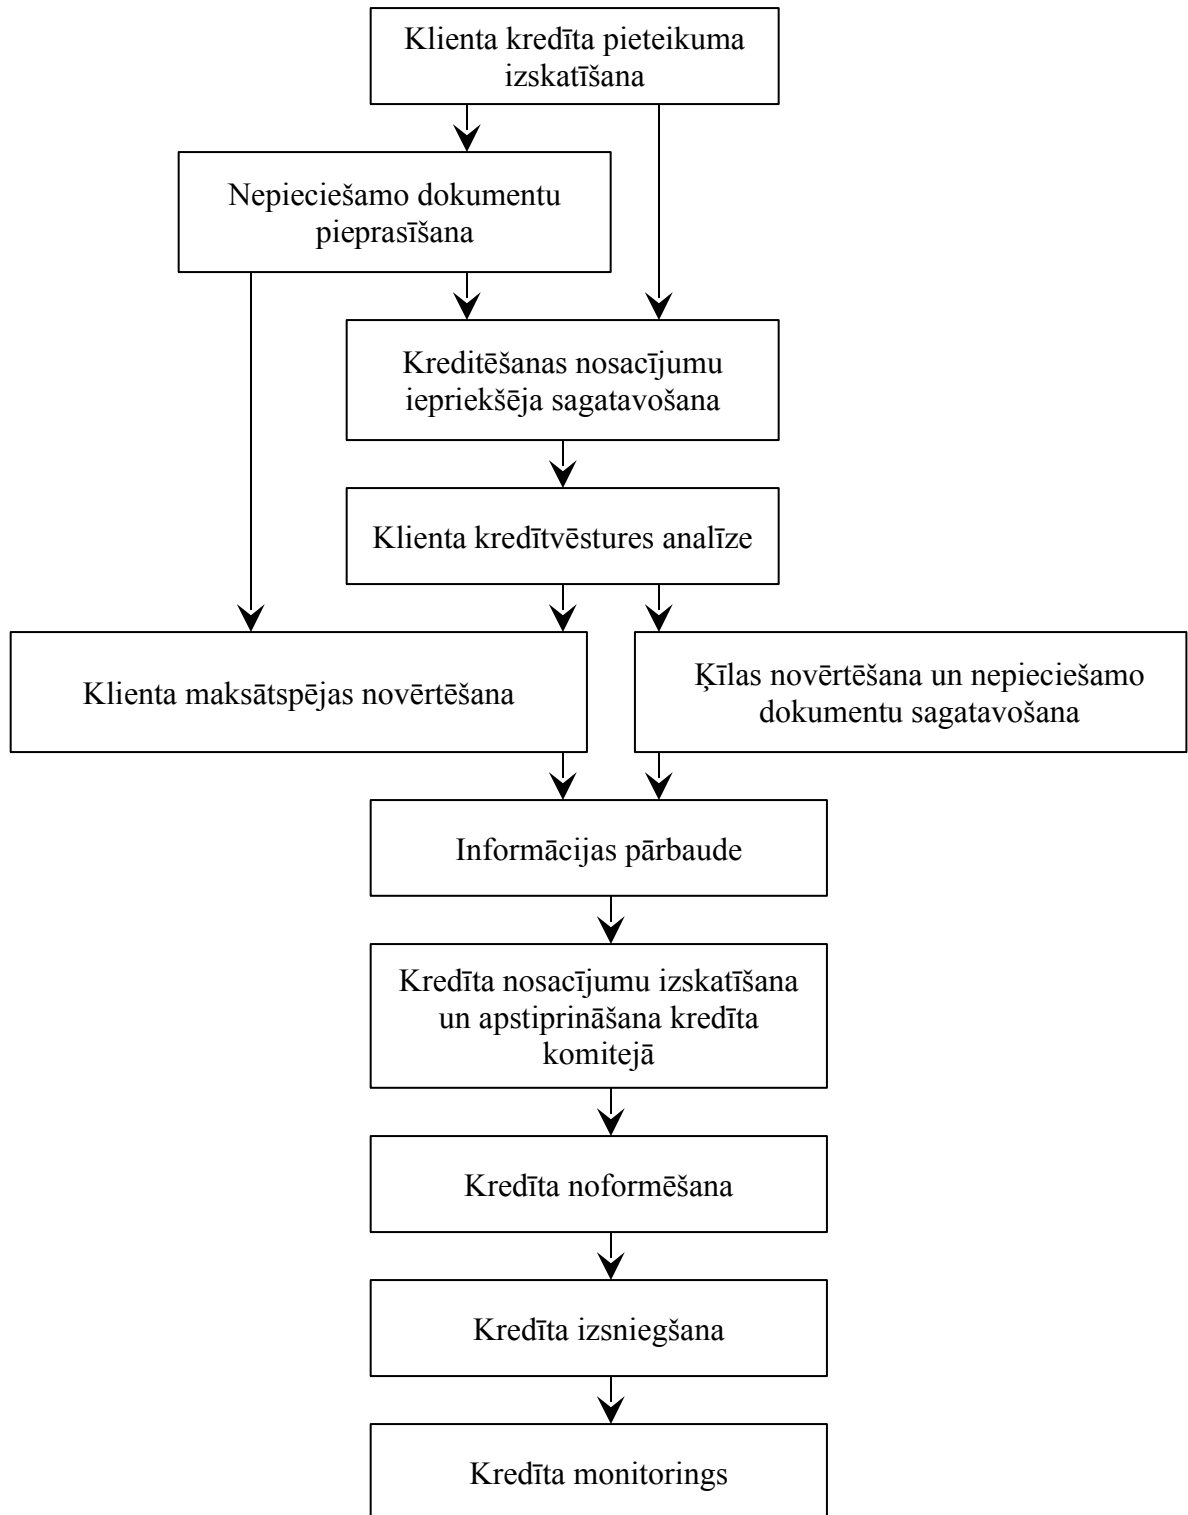 Klienta kredīta pieteikuma
izskatīšana
Nepieciešamo dokumentu
pieprasīšana
Kreditēšanas nosacījumu
iepriekšēja sagatavošana
Klienta kredītvēstures analīze
Klienta maksātspējas novērtēšana
Ķīlas novērtēšana un nepieciešamo
dokumentu sagatavošana
Informācijas pārbaude
Kredīta nosacījumu izskatīšana
un apstiprināšana kredīta
komitejā
Kredīta noformēšana
Kredīta izsniegšana
Kredīta monitorings